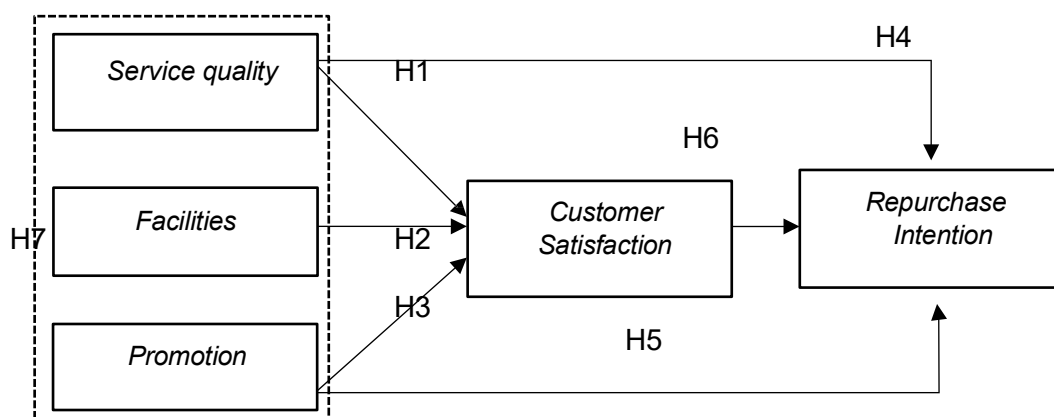 H4
Service quality
H1
H6
Customer
Satisfaction
Repurchase
Intention
Facilities
H7
H2
H3
Promotion
H5